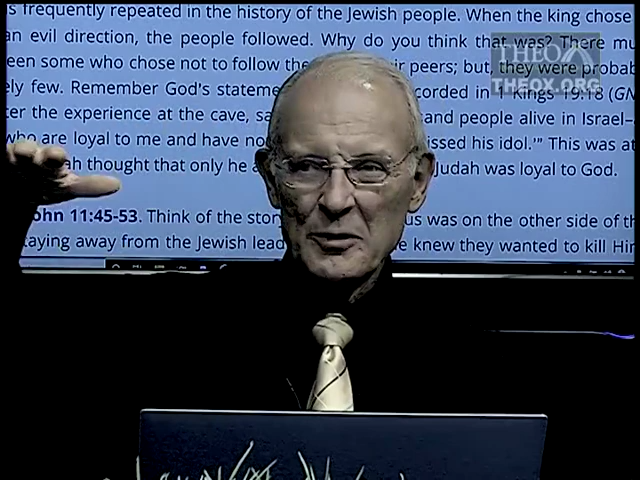 s frequently repeated in the history of the Jewish people. When the king chose
an evil direction, the people followed. Why do you think that was? There mu
een some who chose not to follow the ir peers; but, they were probab
ely few. Remember God's stateme corded in 1 Kings 19:18 (GN
ter the experience at the cave, sa and people alive in Israel–
who are loyal to me and have no ssed his idol.'" This was at
ah thought that only he a Judah was loyal to God.
ohn 11:45-53. Think of the stor us was on the other side of th
taying away from the Jewish lead e knew they wanted to kill Him
THEO
THEOX.ORG